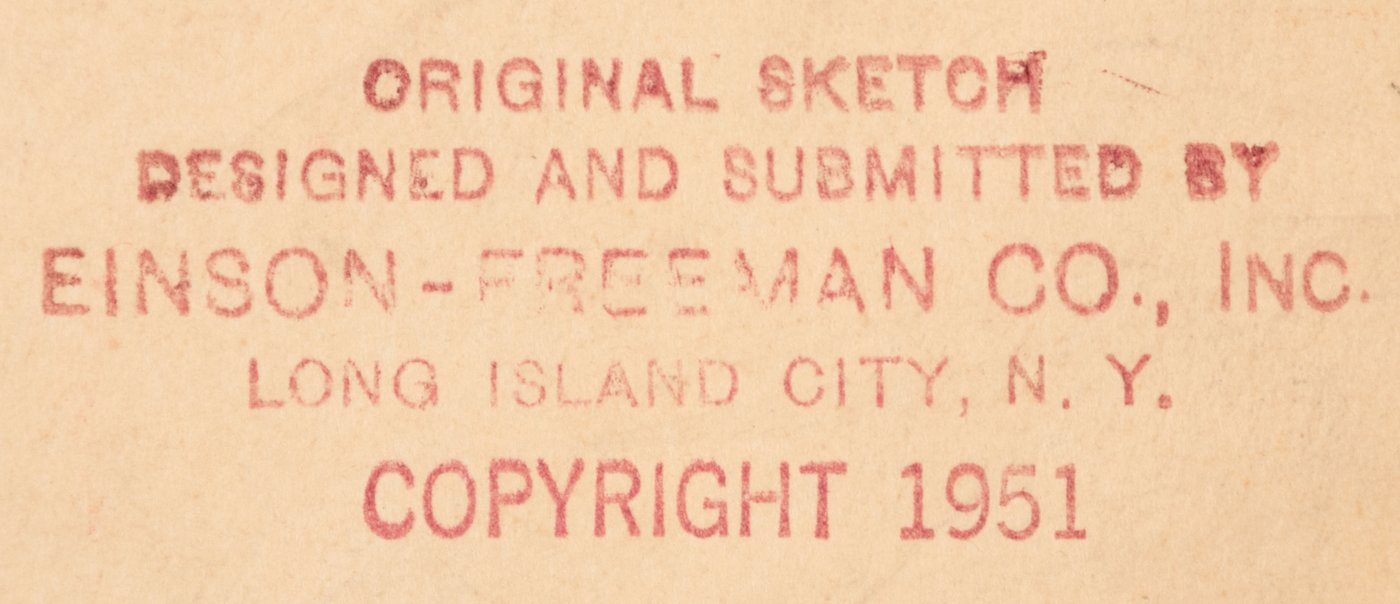 ORIGINAL SKETCH
DESIGNED AND SUBMITTED BY
EINSON-FREEMAN CO., INC.
LONG ISLAND CITY, N. Y.
COPYRIGHT 1951